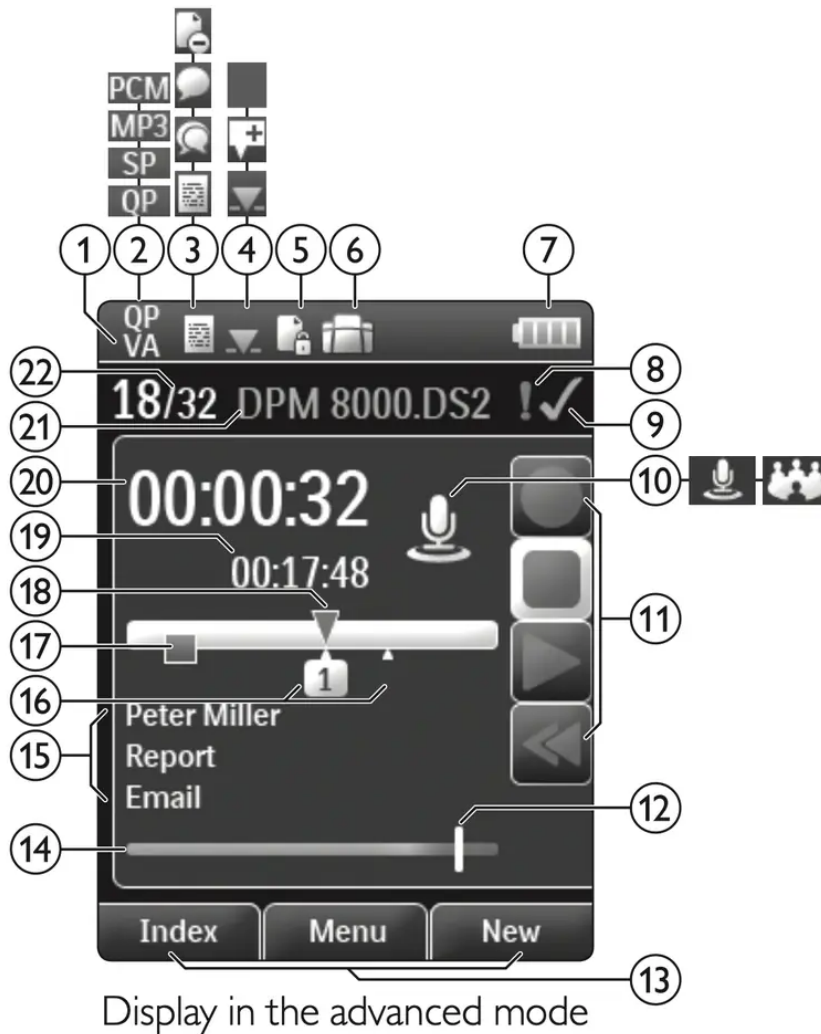 PCM
MP3
SP
QP
1 2 3 4 5 6 7
QP
VA
22 8
18/32 DPM 8000.DS2 !
21 9
20 00:00:32 10
19 00:17:48
18
17 11
1
16
Peter Miller
15 Report
Email 12
14
Index Menu New
13
Display in the advanced mode